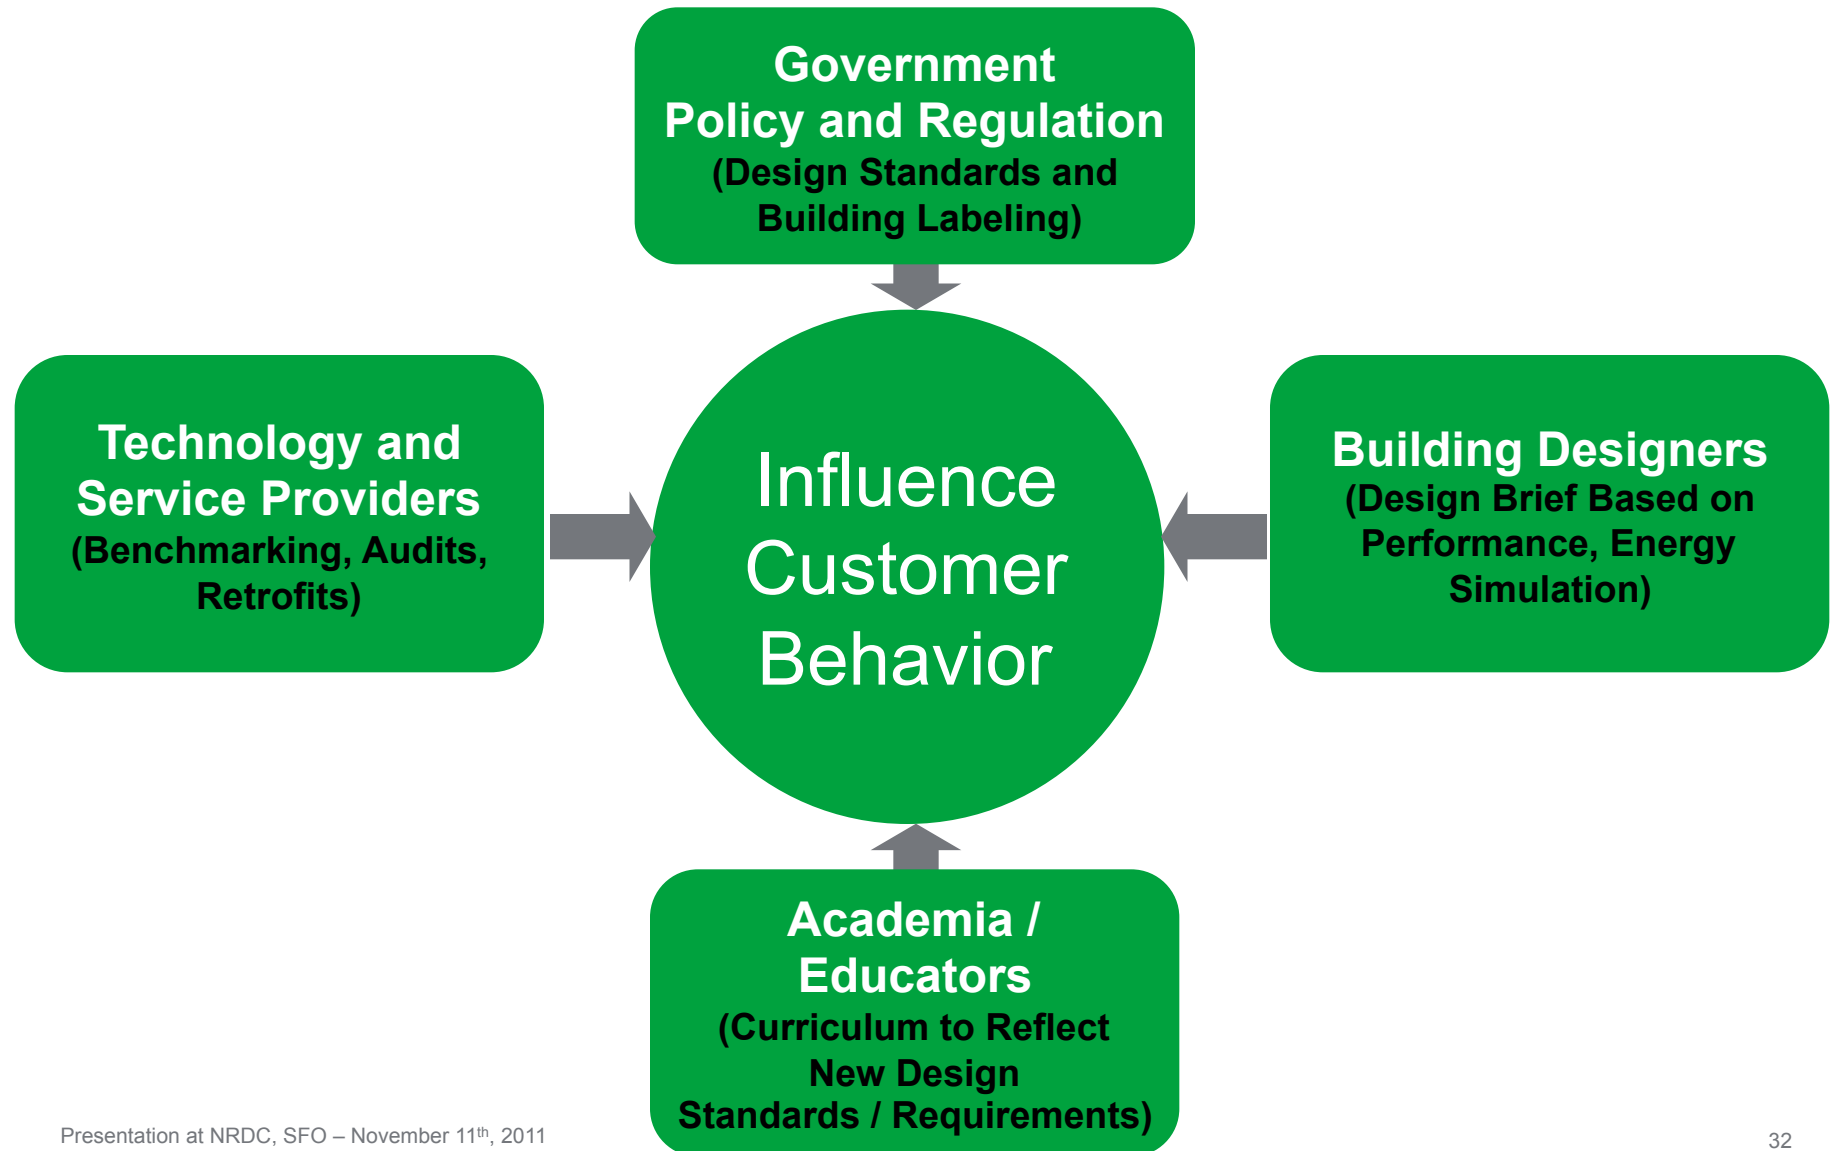 Government
Policy and Regulation
(Design Standards and
Building Labeling)
Technology and
Service Providers
(Benchmarking, Audits,
Retrofits)
Influence
Customer
Behavior
Building Designers
(Design Brief Based on
Performance, Energy
Simulation)
Academia /
Educators
(Curriculum to Reflect
New Design
Standards / Requirements)
Presentation at NRDC, SFO – November 11th, 2011
32